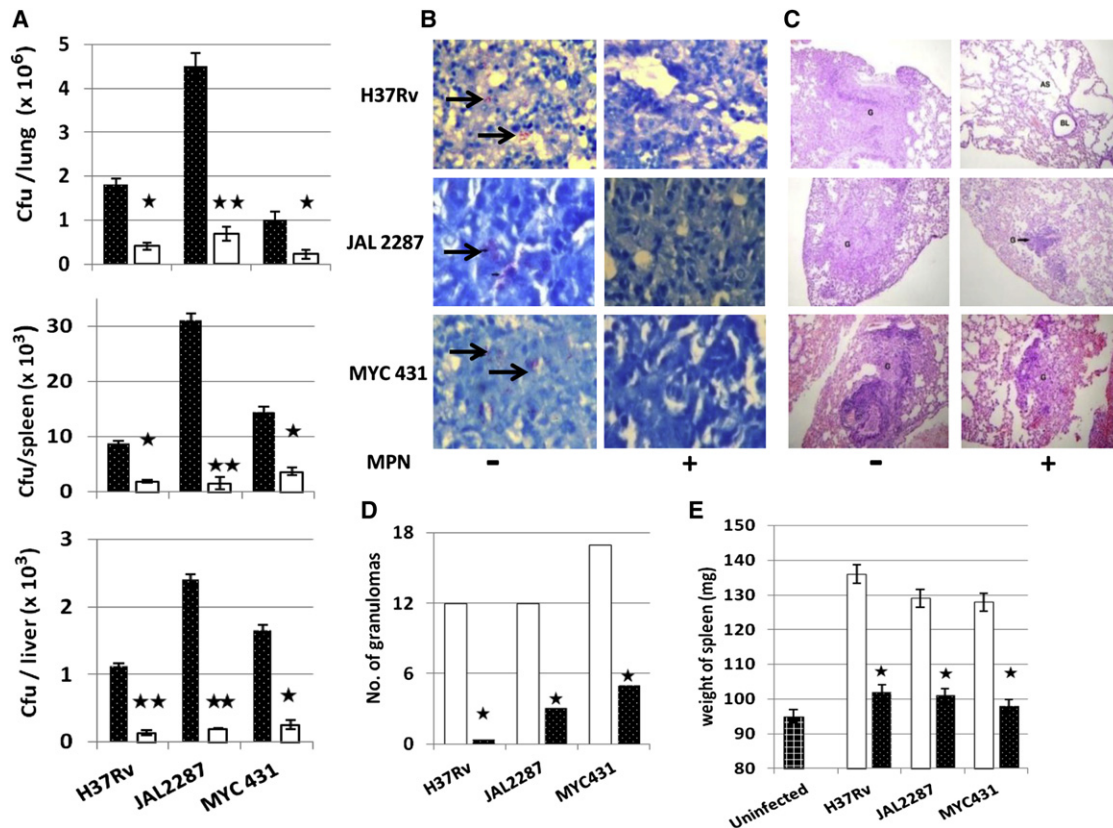 A
Cfu /lung (x 10⁶)
5
4
3
2
1
0
★
★★
★
Cfu/spleen (x 10³)
30
20
10
0
★
★★
★
Cfu / liver (x 10³)
3
2
1
0
★★
★★
★
H37Rv
JAL2287
MYC 431
B
H37Rv
JAL 2287
MYC 431
MPN
-
+
C
G
AS
BL
G
G
G
G
-
+
D
No. of granulomas
18
12
6
0
★
★
★
H37Rv
JAL2287
MYC431
E
weight of spleen (mg)
150
140
130
120
110
100
90
80
★
★
★
Uninfected
H37Rv
JAL2287
MYC431